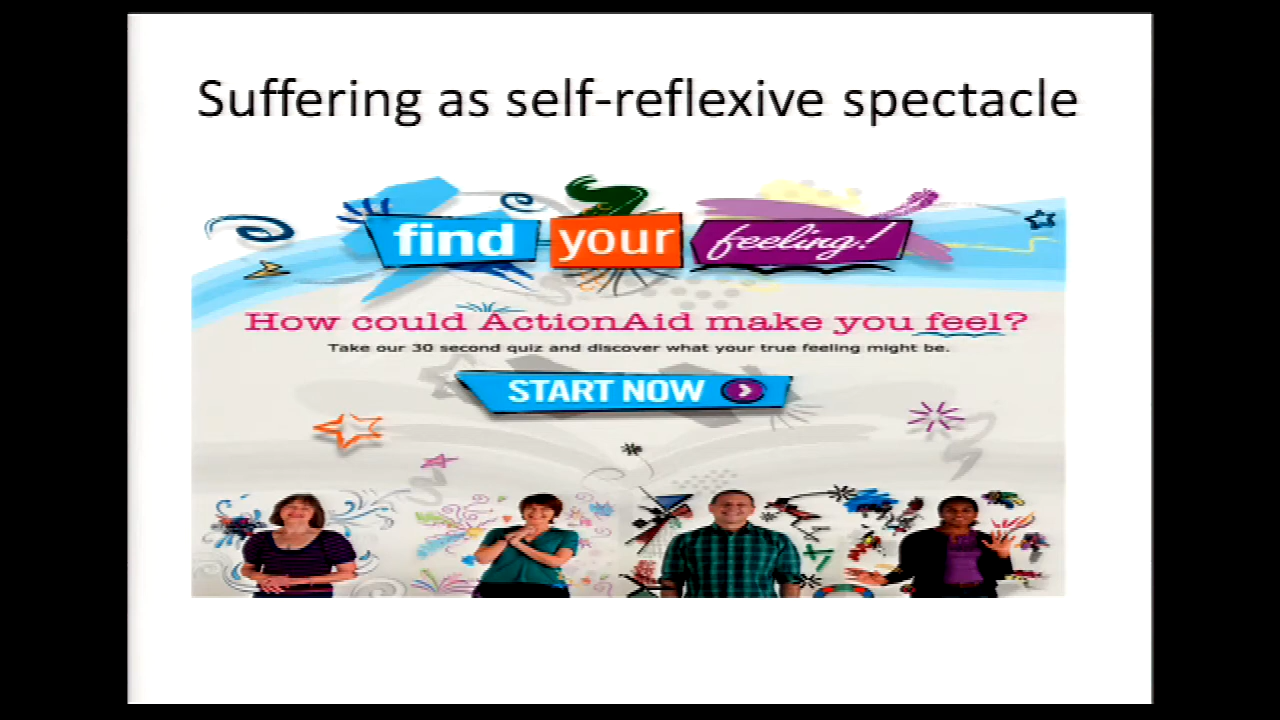 Suffering as self-reflexive spectacle
find your feeling!
How could ActionAid make you feel?
Take our 30 second quiz and discover what your true feeling might be.
START NOW